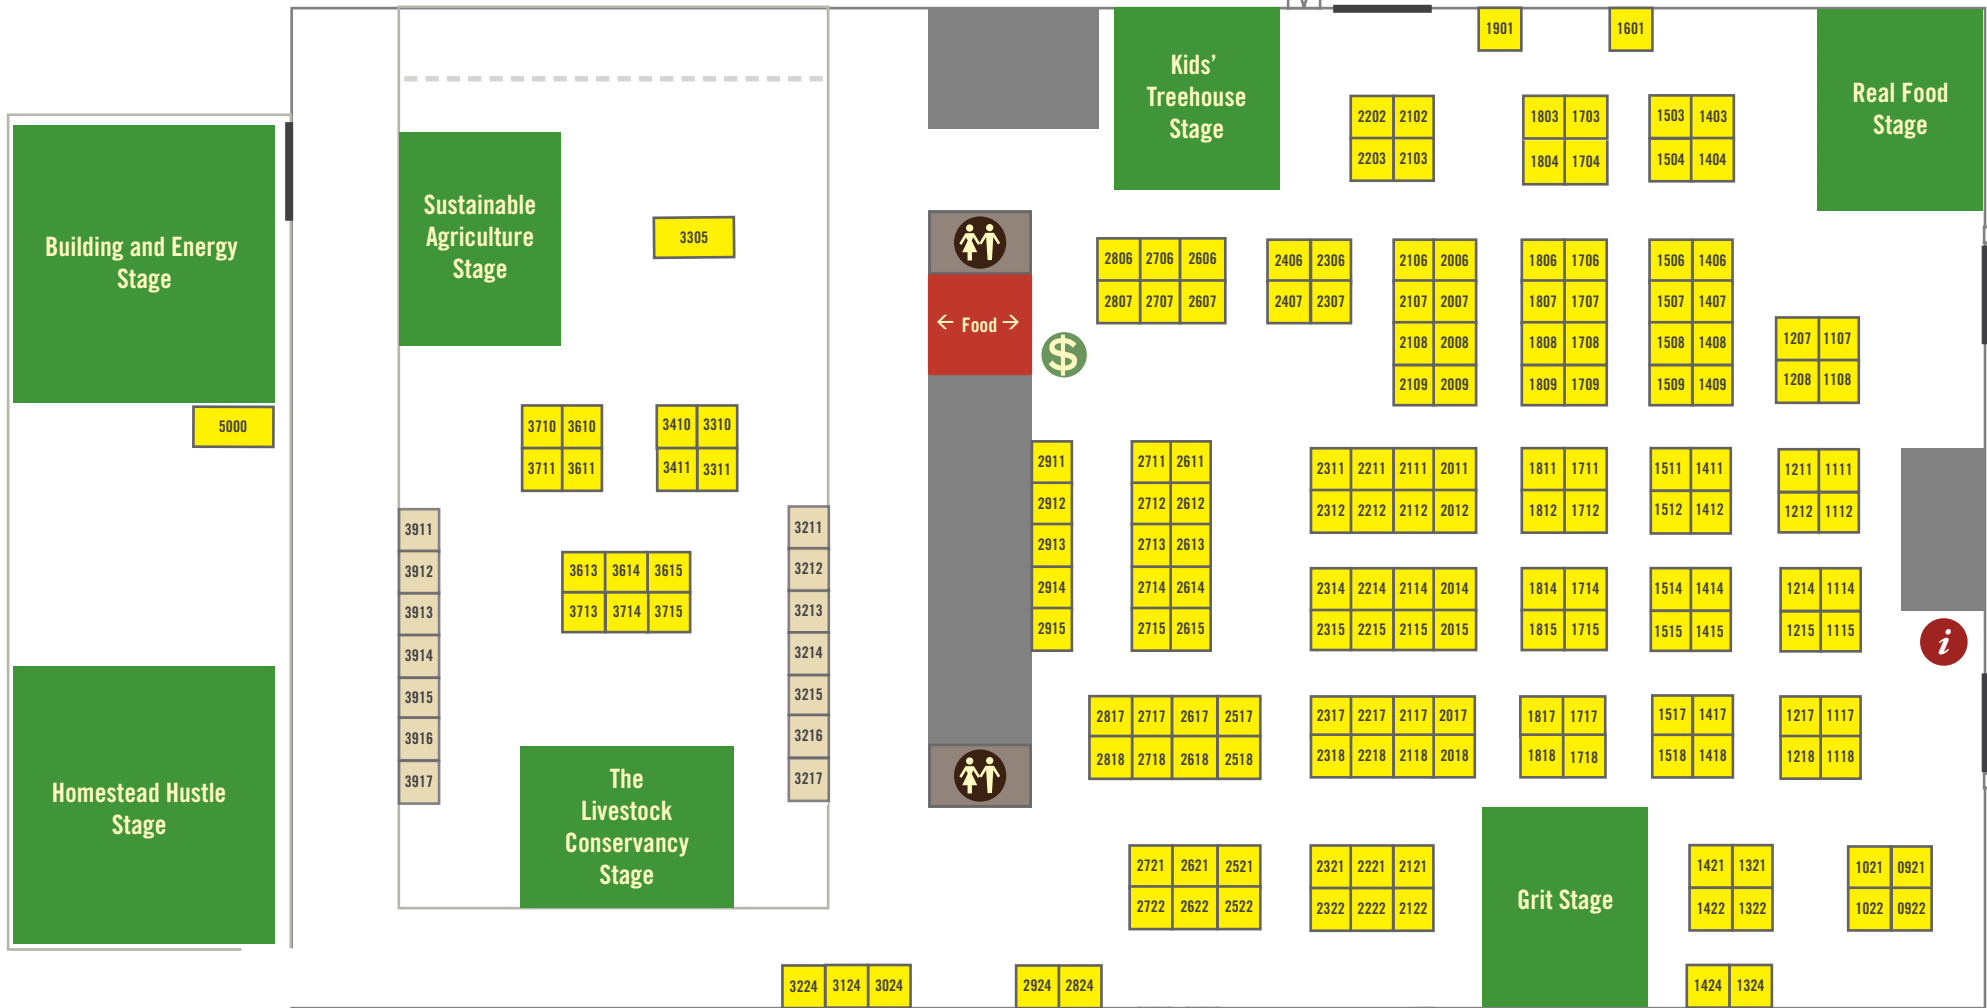 1901
1601
Kids’
Treehouse
Stage
Real Food
Stage
2202 2102
2203 2103
1803 1703
1804 1704
1503 1403
1504 1404
Building and Energy
Stage
Sustainable
Agriculture
Stage
3305
← Food →
$
2806 2706 2606
2807 2707 2607
2406 2306
2407 2307
2106 2006
2107 2007
2108 2008
2109 2009
1806 1706
1807 1707
1808 1708
1809 1709
1506 1406
1507 1407
1508 1408
1509 1409
1207 1107
1208 1108
5000
3710 3610
3711 3611
3410 3310
3411 3311
2911
2912
2913
2914
2915
2711 2611
2712 2612
2713 2613
2714 2614
2715 2615
2311 2211 2111 2011
2312 2212 2112 2012
1811 1711
1812 1712
1511 1411
1512 1412
1211 1111
1212 1112
3911
3912
3913
3914
3915
3916
3917
3613 3614 3615
3713 3714 3715
3211
3212
3213
3214
3215
3216
3217
2314 2214 2114 2014
2315 2215 2115 2015
1814 1714
1815 1715
1514 1414
1515 1415
1214 1114
1215 1115
i
2817 2717 2617 2517
2818 2718 2618 2518
2317 2217 2117 2017
2318 2218 2118 2018
1817 1717
1818 1718
1517 1417
1518 1418
1217 1117
1218 1118
Homestead Hustle
Stage
The
Livestock
Conservancy
Stage
2721 2621 2521
2722 2622 2522
2321 2221 2121
2322 2222 2122
Grit Stage
1421 1321
1422 1322
1021 0921
1022 0922
3224 3124 3024
2924 2824
1424 1324